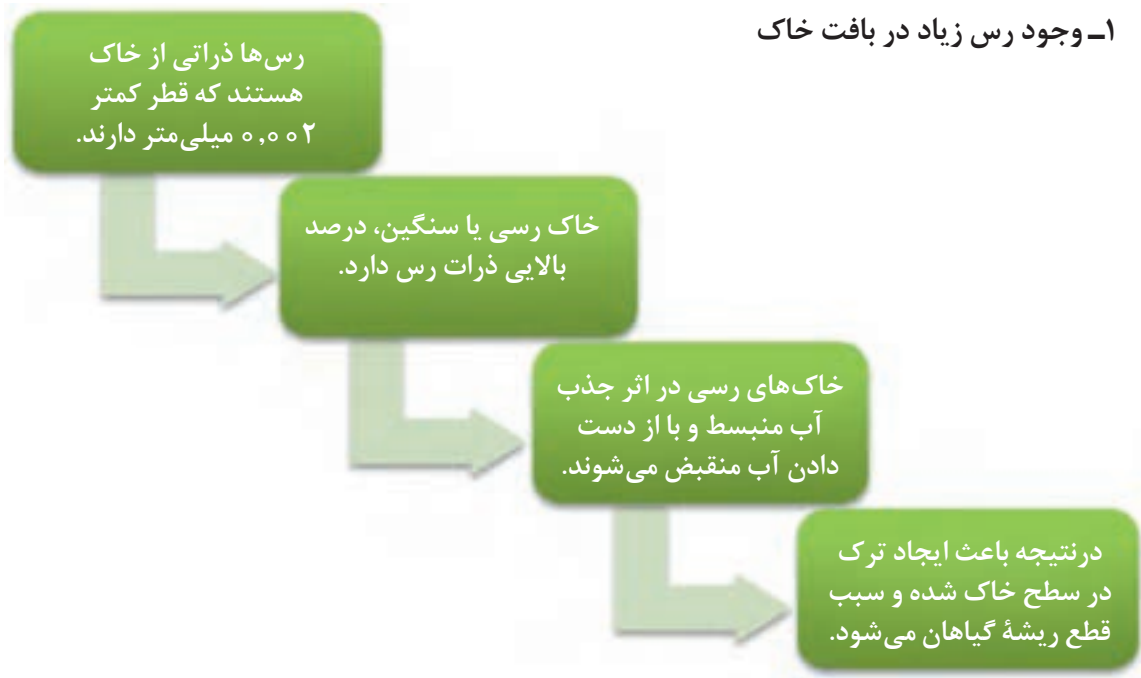 ۱ـ وجود رس زیاد در بافت خاک
رس‌ها ذراتی از خاک
هستند که قطر کمتر
۰,۰۰۲ میلی‌متر دارند.
خاک رسی یا سنگین، درصد
بالایی ذرات رس دارد.
خاک‌های رسی در اثر جذب
آب منبسط و با از دست
دادن آب منقبض می‌شوند.
درنتیجه باعث ایجاد ترک
در سطح خاک شده و سبب
قطع ریشهٔ گیاهان می‌شود.